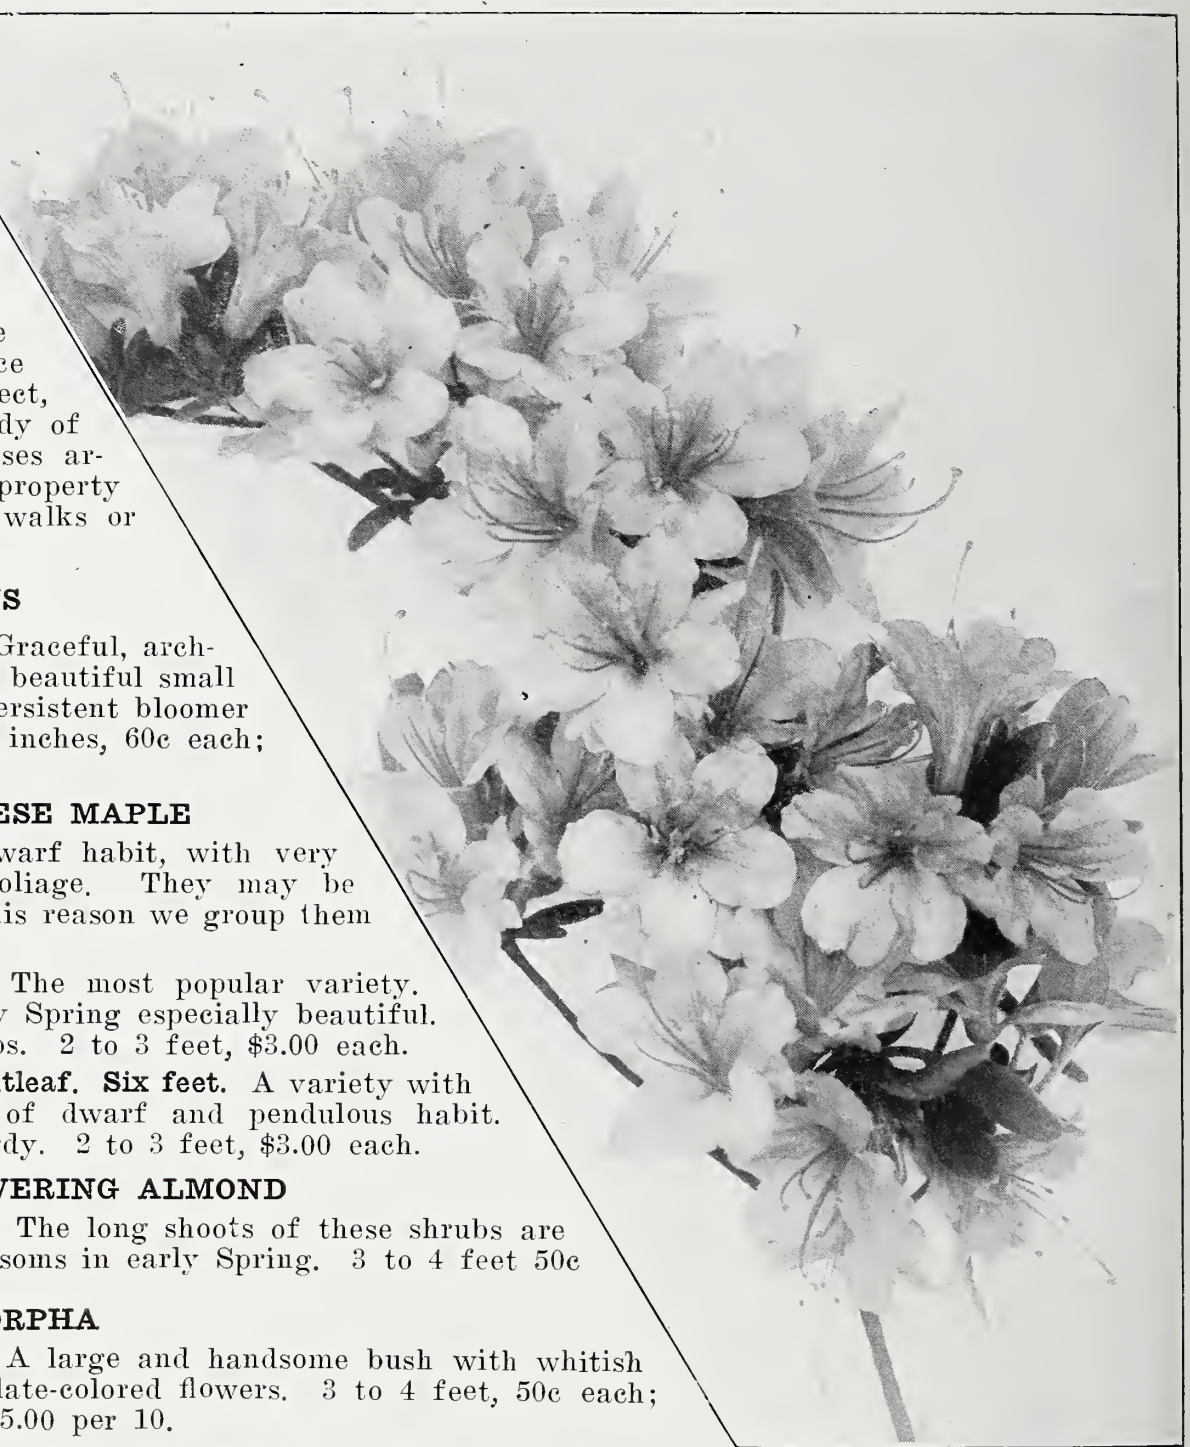 e
ce
ect,
dy of
ses ar-
property
walks or
S
Graceful, arch-
beautiful small
ersistent bloomer
inches, 60c each;
ESE MAPLE
warf habit, with very
oliage. They may be
is reason we group them
The most popular variety.
y Spring especially beautiful.
os. 2 to 3 feet, $3.00 each.
tleaf. Six feet. A variety with
of dwarf and pendulous habit.
dy. 2 to 3 feet, $3.00 each.
VERING ALMOND
The long shoots of these shrubs are
soms in early Spring. 3 to 4 feet 50c
ORPHA
A large and handsome bush with whitish
late-colored flowers. 3 to 4 feet, 50c each;
5.00 per 10.